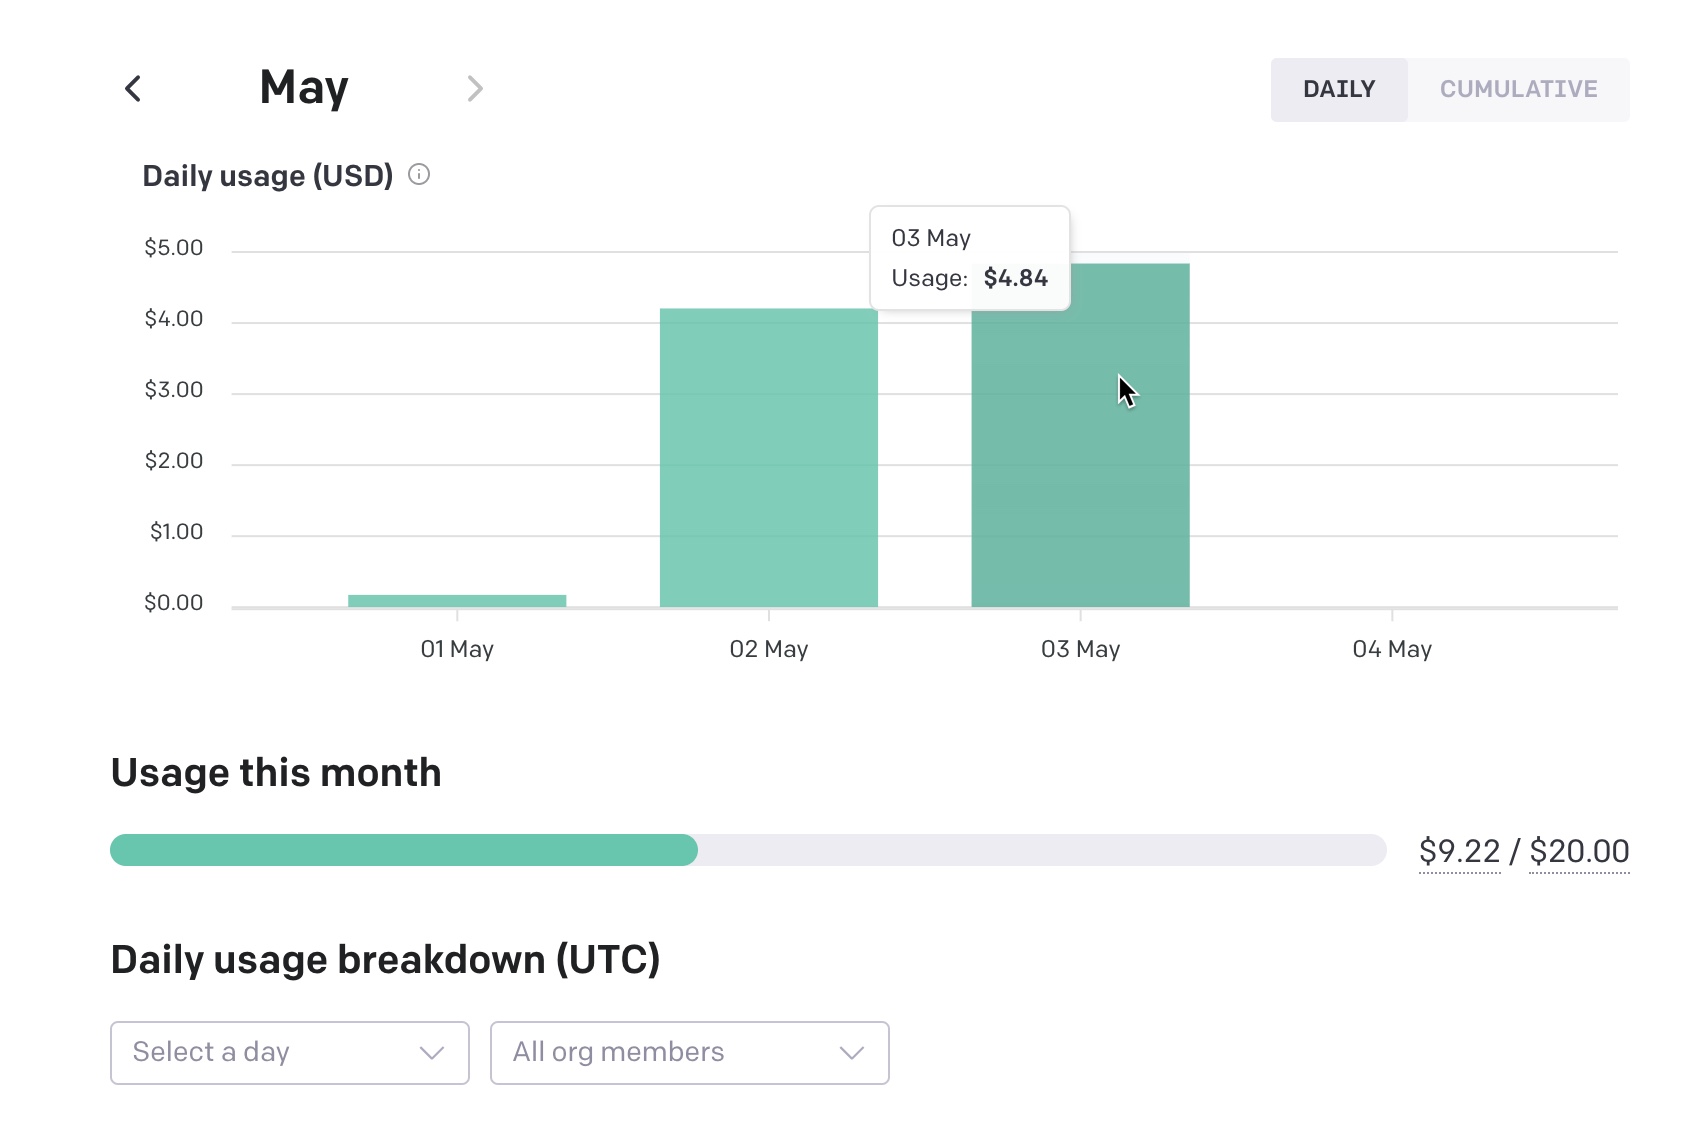 May
DAILY CUMULATIVE
Daily usage (USD)
03 May
Usage: $4.84
$5.00
$4.00
$3.00
$2.00
$1.00
$0.00
01 May 02 May 03 May 04 May
Usage this month
$9.22 / $20.00
Daily usage breakdown (UTC)
Select a day All org members